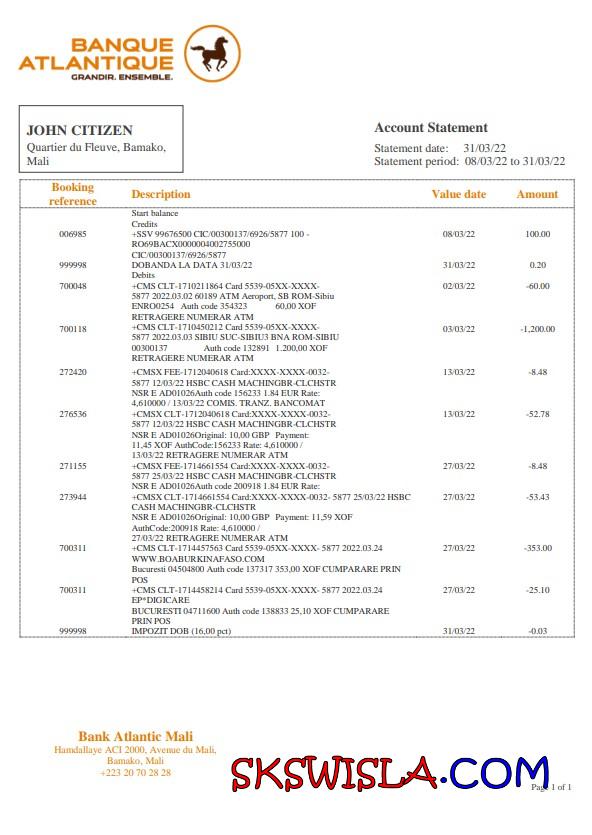 BANQUE
ATLANTIQUE
GRANDIR. ENSEMBLE.
JOHN CITIZEN
Quartier du Fleuve, Bamako,
Mali
Account Statement
Statement date: 31/03/22
Statement period: 08/03/22 to 31/03/22
Booking reference Description Value date Amount
Start balance
Credits
006985 +SSV 99676500 CIC/00300137/6926/5877 100 - 08/03/22 100.00
RO69BACX0000004002755000
CIC/00300137/6926/5877
999998 DOBANDA LA DATA 31/03/22 31/03/22 0.20
Debits
700048 +CMS CLT-1710211864 Card 5539-05XX-XXXX- 02/03/22 -60.00
5877 2022.03.02 60189 ATM Aeroport, SB ROM-Sibiu
ENRO0254 Auth code 354323 60,00 XOF
RETRAGERE NUMERAR ATM
700118 +CMS CLT-1710450212 Card 5539-05XX-XXXX- 03/03/22 -1,200.00
5877 2022.03.03 SIBIU SUC-SIBIU3 BNA ROM-SIBIU
00300137 Auth code 132891 1.200,00 XOF
RETRAGERE NUMERAR ATM
272420 +CMSX FEE-1712040618 Card:XXXX-XXXX-0032- 13/03/22 -8.48
5877 12/03/22 HSBC CASH MACHINGBR-CLCHSTR
NSR E AD01026Auth code 156233 1.84 EUR Rate:
4,610000 / 13/03/22 COMIS. TRANZ. BANCOMAT
276536 +CMSX CLT-1712040618 Card:XXXX-XXXX-0032- 13/03/22 -52.78
5877 12/03/22 HSBC CASH MACHINGBR-CLCHSTR
NSR E AD01026Original: 10,00 GBP Payment:
11,45 XOF AuthCode:156233 Rate: 4,610000 /
13/03/22 RETRAGERE NUMERAR ATM
271155 +CMSX FEE-1714661554 Card:XXXX-XXXX-0032- 27/03/22 -8.48
5877 25/03/22 HSBC CASH MACHINGBR-CLCHSTR
NSR E AD01026Auth code 200918 1.84 EUR Rate:
273944 +CMSX CLT-1714661554 Card:XXXX-XXXX-0032- 5877 25/03/22 HSBC 27/03/22 -53.43
CASH MACHINGBR-CLCHSTR
NSR E AD01026Original: 10,00 GBP Payment: 11,59 XOF
AuthCode:200918 Rate: 4,610000 /
27/03/22 RETRAGERE NUMERAR ATM
700311 +CMS CLT-1714457563 Card 5539-05XX-XXXX- 5877 2022.03.24 27/03/22 -353.00
WWW.BOABURKINAFASO.COM
Bucuresti 04504800 Auth code 137317 353,00 XOF CUMPARARE PRIN
POS
700311 +CMS CLT-1714458214 Card 5539-05XX-XXXX- 5877 2022.03.24 27/03/22 -25.10
EP*DIGICARE
BUCURESTI 04711600 Auth code 138833 25,10 XOF CUMPARARE
PRIN POS
999998 IMPOZIT DOB (16,00 pct) 31/03/22 -0.03
Bank Atlantic Mali
Hamdallaye ACI 2000, Avenue du Mali,
Bamako, Mali
+223 20 70 28 28
SKSWISLA.COM
Page 1 of 1